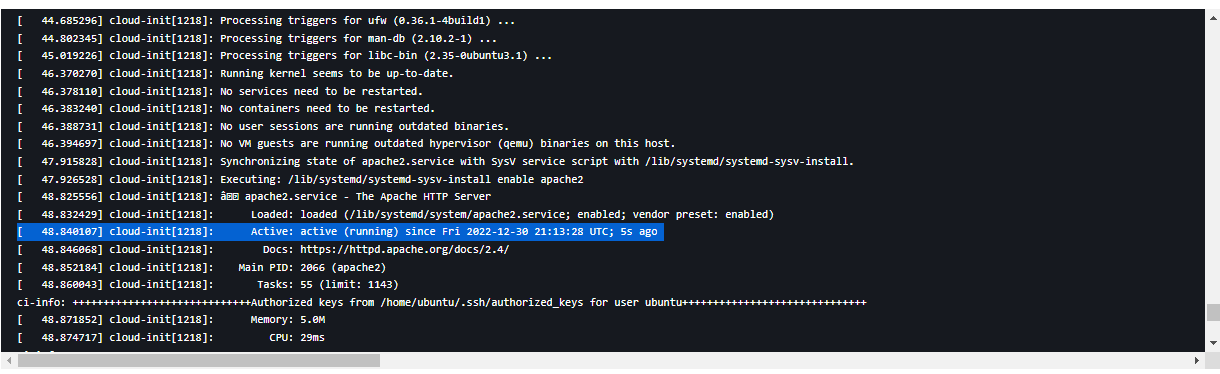 [   44.685296] cloud-init[1218]: Processing triggers for ufw (0.36.1-4build1) ...
[   44.802345] cloud-init[1218]: Processing triggers for man-db (2.10.2-1) ...
[   45.019226] cloud-init[1218]: Processing triggers for libc-bin (2.35-0ubuntu3.1) ...
[   46.370270] cloud-init[1218]: Running kernel seems to be up-to-date.
[   46.378110] cloud-init[1218]: No services need to be restarted.
[   46.383240] cloud-init[1218]: No containers need to be restarted.
[   46.388731] cloud-init[1218]: No user sessions are running outdated binaries.
[   46.394697] cloud-init[1218]: No VM guests are running outdated hypervisor (qemu) binaries on this host.
[   47.915828] cloud-init[1218]: Synchronizing state of apache2.service with SysV service script with /lib/systemd/systemd-sysv-install.
[   47.926528] cloud-init[1218]: Executing: /lib/systemd/systemd-sysv-install enable apache2
[   48.825556] cloud-init[1218]: â apache2.service - The Apache HTTP Server
[   48.832429] cloud-init[1218]:      Loaded: loaded (/lib/systemd/system/apache2.service; enabled; vendor preset: enabled)
[   48.840107] cloud-init[1218]:      Active: active (running) since Fri 2022-12-30 21:13:28 UTC; 5s ago
[   48.846068] cloud-init[1218]:        Docs: https://httpd.apache.org/docs/2.4/
[   48.852184] cloud-init[1218]:    Main PID: 2066 (apache2)
[   48.860043] cloud-init[1218]:       Tasks: 55 (limit: 1143)
ci-info: +++++++++++++++++++++++++++++Authorized keys from /home/ubuntu/.ssh/authorized_keys for user ubuntu++++++++++++++++++++++++++++++
[   48.871852] cloud-init[1218]:      Memory: 5.0M
[   48.874717] cloud-init[1218]:         CPU: 29ms